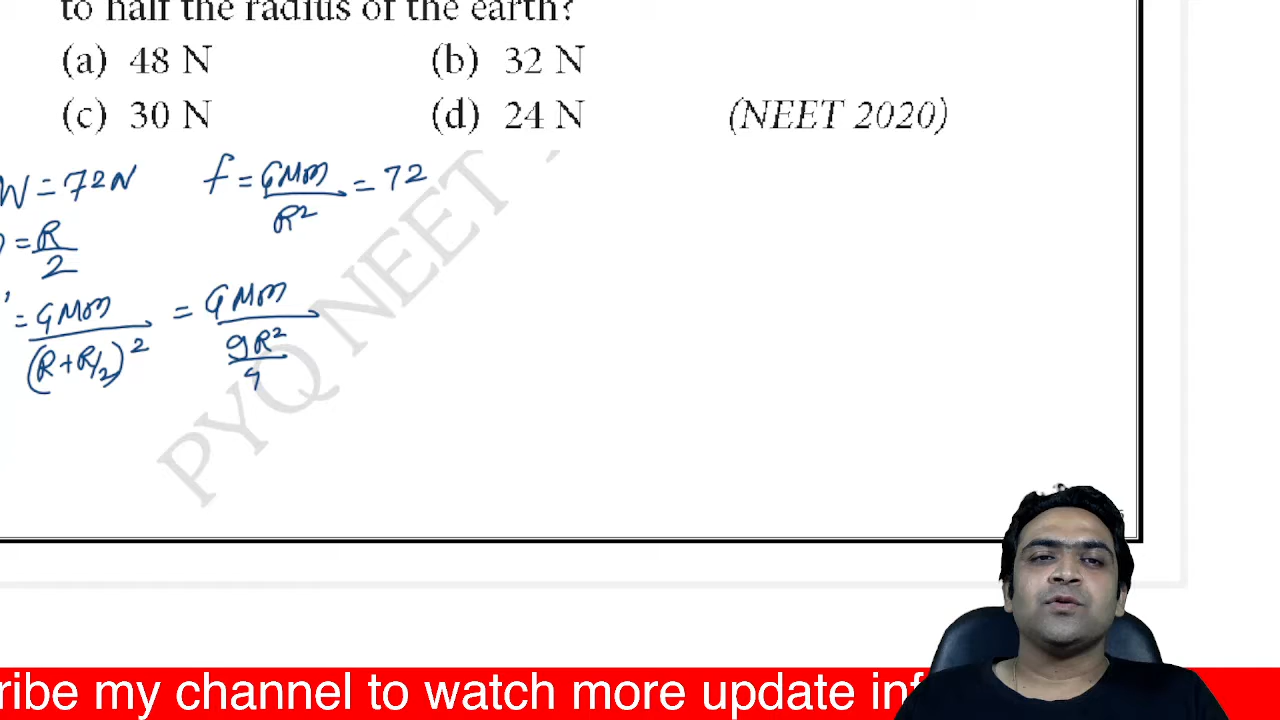 to half the radius of the earth?
(a) 48 N (b) 32 N
(c) 30 N (d) 24 N (NEET 2020)
W = 72N f = GMm/R² = 72
= R/2
' = GMm/(R+R/2)² = GMm/(9R²/4)
PYQ NEET
ribe my channel to watch more update inf